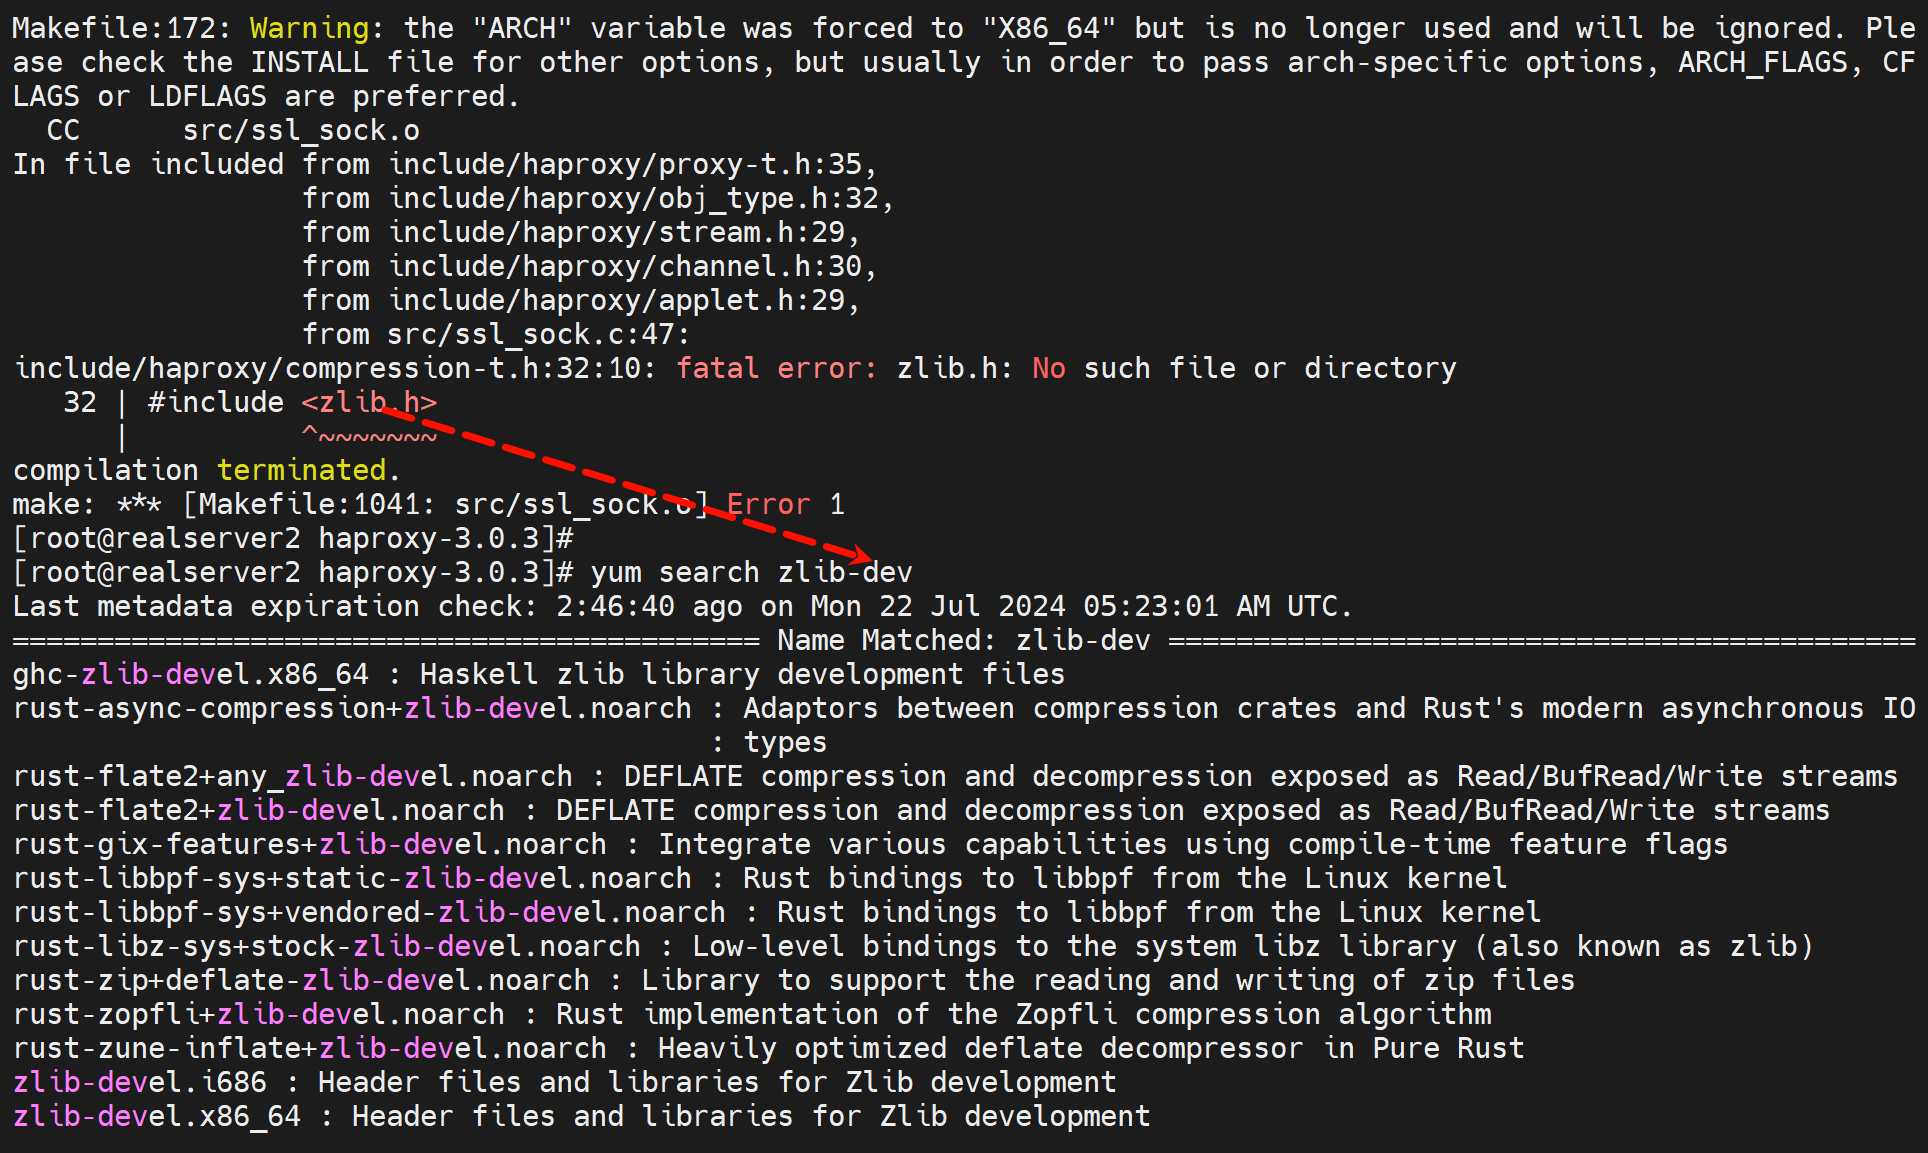 Makefile:172: Warning: the "ARCH" variable was forced to "X86_64" but is no longer used and will be ignored. Ple
ase check the INSTALL file for other options, but usually in order to pass arch-specific options, ARCH_FLAGS, CF
LAGS or LDFLAGS are preferred.
  CC      src/ssl_sock.o
In file included from include/haproxy/proxy-t.h:35,
                 from include/haproxy/obj_type.h:32,
                 from include/haproxy/stream.h:29,
                 from include/haproxy/channel.h:30,
                 from include/haproxy/applet.h:29,
                 from src/ssl_sock.c:47:
include/haproxy/compression-t.h:32:10: fatal error: zlib.h: No such file or directory
   32 | #include <zlib.h>
      |          ^~~~~~~~
compilation terminated.
make: *** [Makefile:1041: src/ssl_sock.o] Error 1
[root@realserver2 haproxy-3.0.3]#
[root@realserver2 haproxy-3.0.3]# yum search zlib-dev
Last metadata expiration check: 2:46:40 ago on Mon 22 Jul 2024 05:23:01 AM UTC.
============================================ Name Matched: zlib-dev ============================================
ghc-zlib-devel.x86_64 : Haskell zlib library development files
rust-async-compression+zlib-devel.noarch : Adaptors between compression crates and Rust's modern asynchronous IO
                                         : types
rust-flate2+any_zlib-devel.noarch : DEFLATE compression and decompression exposed as Read/BufRead/Write streams
rust-flate2+zlib-devel.noarch : DEFLATE compression and decompression exposed as Read/BufRead/Write streams
rust-gix-features+zlib-devel.noarch : Integrate various capabilities using compile-time feature flags
rust-libbpf-sys+static-zlib-devel.noarch : Rust bindings to libbpf from the Linux kernel
rust-libbpf-sys+vendored-zlib-devel.noarch : Rust bindings to libbpf from the Linux kernel
rust-libz-sys+stock-zlib-devel.noarch : Low-level bindings to the system libz library (also known as zlib)
rust-zip+deflate-zlib-devel.noarch : Library to support the reading and writing of zip files
rust-zopfli+zlib-devel.noarch : Rust implementation of the Zopfli compression algorithm
rust-zune-inflate+zlib-devel.noarch : Heavily optimized deflate decompressor in Pure Rust
zlib-devel.i686 : Header files and libraries for Zlib development
zlib-devel.x86_64 : Header files and libraries for Zlib development